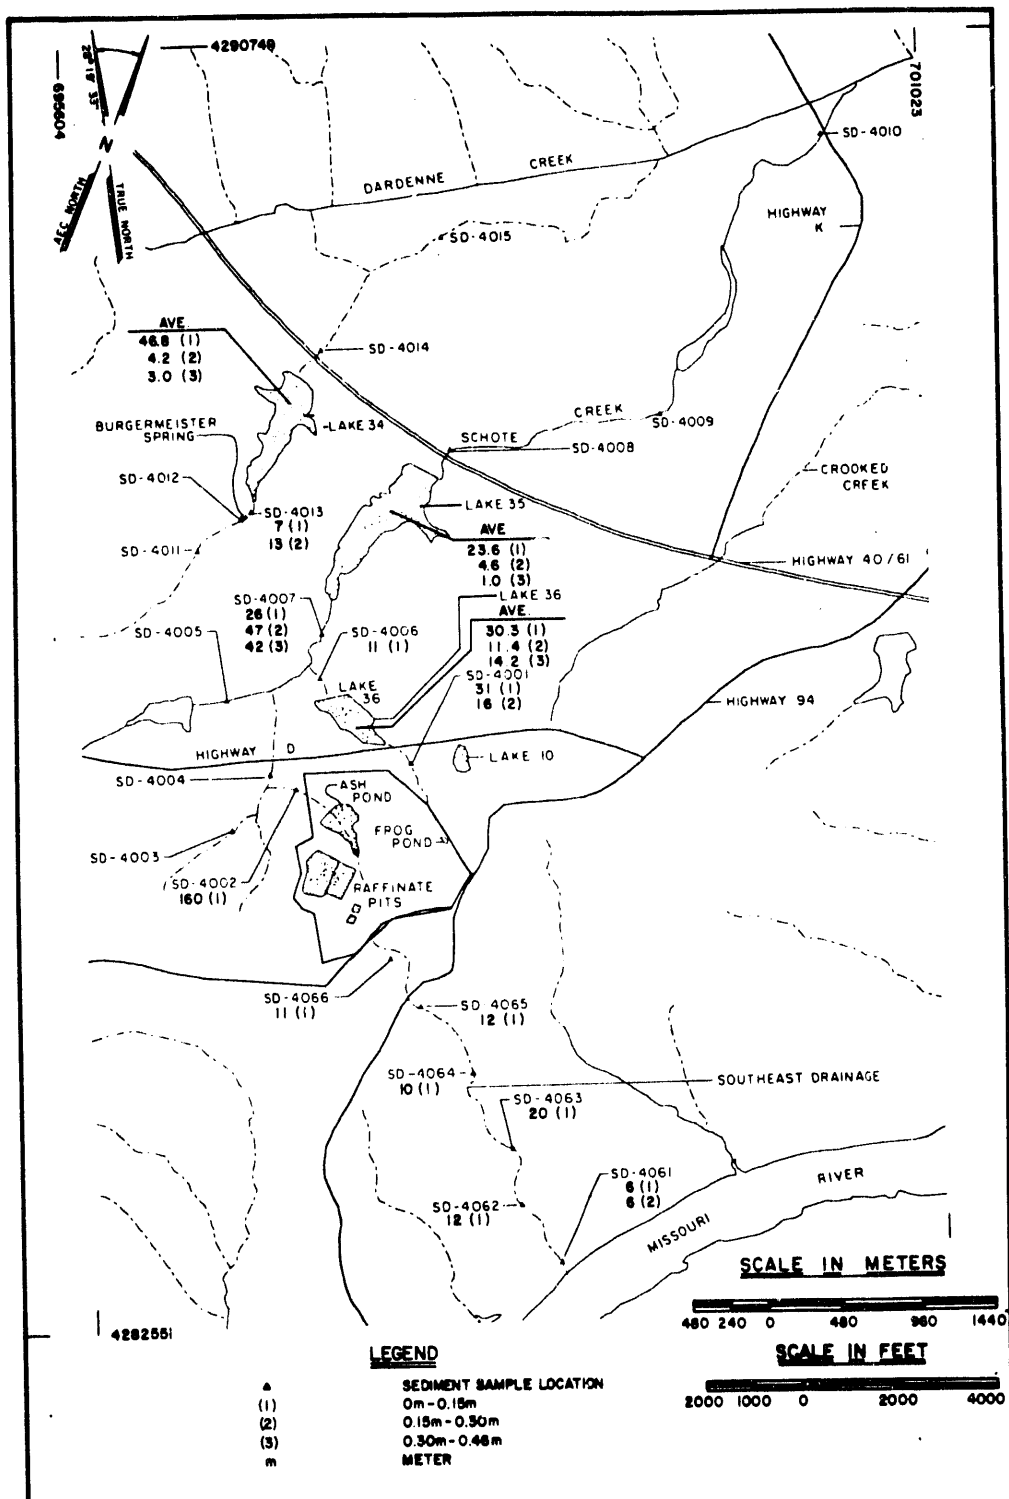 4290749
28° 19' 33"
695604
701023
N
AEC NORTH
TRUE NORTH
SD-4010
DARDENNE CREEK
HIGHWAY
K
SD-4015
AVE.
46.8 (1)
4.2 (2)
3.0 (3)
SD-4014
BURGERMEISTER
SPRING
LAKE 34
SCHOTE CREEK
SD-4009
SD-4008
CROOKED
CREEK
SD-4012
SD-4013
7 (1)
13 (2)
SD-4011
LAKE 35
AVE
23.6 (1)
4.6 (2)
1.0 (3)
HIGHWAY 40/61
LAKE 36
AVE.
30.3 (1)
11.4 (2)
14.2 (3)
SD-4007
26 (1)
47 (2)
42 (3)
SD-4005
SD-4006
11 (1)
SD-4001
31 (1)
16 (2)
LAKE
36
HIGHWAY 94
HIGHWAY D
LAKE 10
SD-4004
ASH
POND
FROG
POND
SD-4003
SD-4002
160 (1)
RAFFINATE
PITS
SD-4066
11 (1)
SD-4065
12 (1)
SD-4064
10 (1)
SOUTHEAST DRAINAGE
SD-4063
20 (1)
SD-4061
6 (1)
6 (2)
SD-4062
12 (1)
MISSOURI RIVER
SCALE IN METERS
480 240 0 480 960 1440
4282551
SCALE IN FEET
2000 1000 0 2000 4000
LEGEND
SEDIMENT SAMPLE LOCATION
(1) 0m-0.15m
(2) 0.15m-0.30m
(3) 0.30m-0.46m
m METER